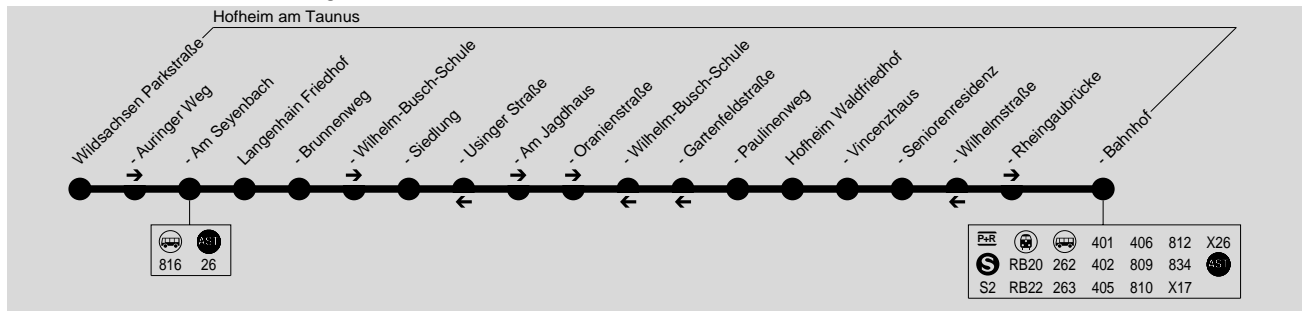 Hofheim am Taunus
Wildsachsen Parkstraße
- Auringer Weg
- Am Seyenbach
Langenhain Friedhof
- Brunnenweg
- Wilhelm-Busch-Schule
- Siedlung
- Usinger Straße
- Am Jagdhaus
- Oranienstraße
- Wilhelm-Busch-Schule
- Gartenfeldstraße
- Paulinenweg
Hofheim Waldfriedhof
- Vincenzhaus
- Seniorenresidenz
- Wilhelmstraße
- Rheingaubrücke
- Bahnhof
AST
816 26
P+R 401 406 812 X26
S RB20 262 402 809 834 AST
S2 RB22 263 405 810 X17